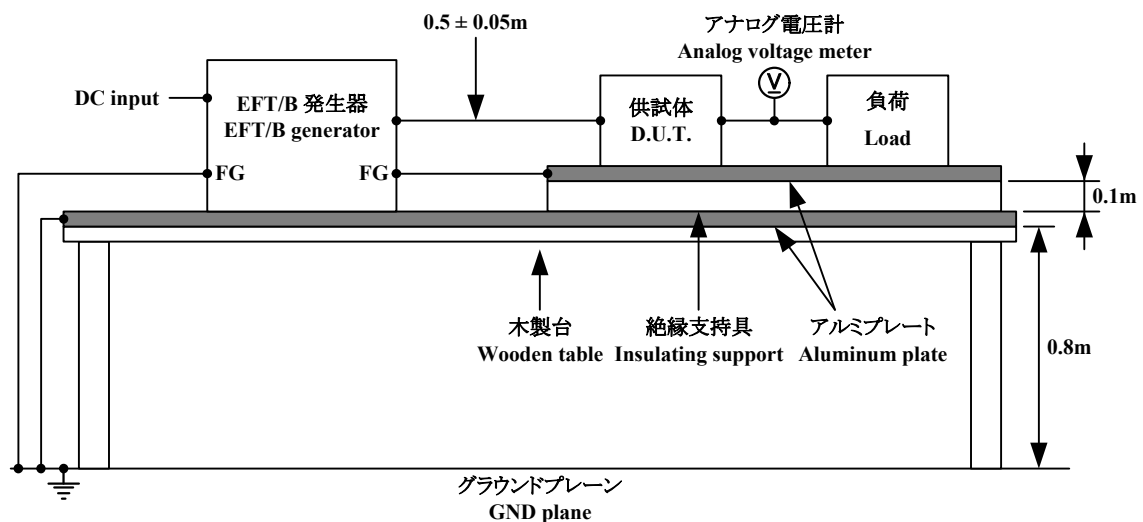 0.5 ± 0.05m
アナログ電圧計
Analog voltage meter
V
DC input
EFT/B 発生器
EFT/B generator
供試体
D.U.T.
負荷
Load
FG
FG
0.1m
木製台
Wooden table
絶縁支持具
Insulating support
アルミプレート
Aluminum plate
0.8m
グラウンドプレーン
GND plane